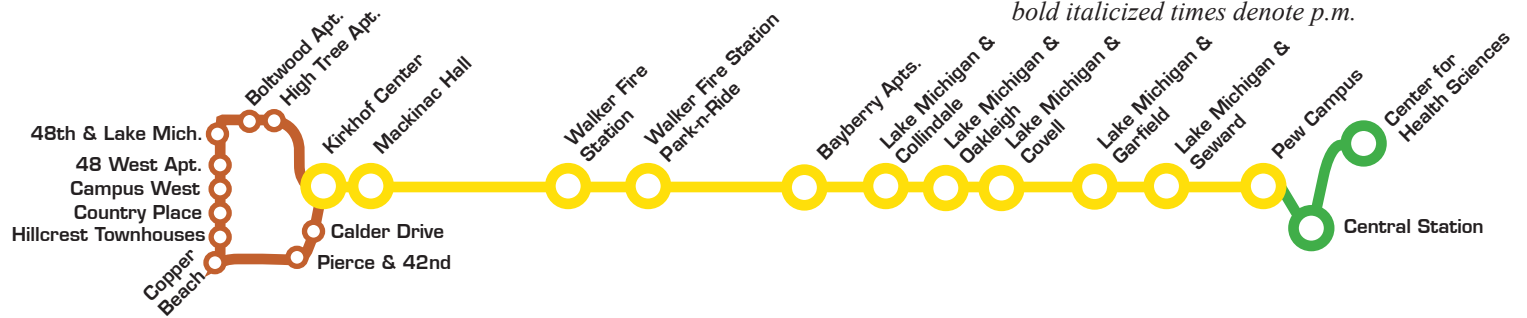 bold italicized times denote p.m.
Boltwood Apt.
High Tree Apt.
48th & Lake Mich.
48 West Apt.
Campus West
Country Place
Hillcrest Townhouses
Copper
Beach
Pierce & 42nd
Calder Drive
Kirkhof Center
Mackinac Hall
Walker Fire
Station
Walker Fire Station
Park-n-Ride
Bayberry Apts.
Lake Michigan &
Collindale
Lake Michigan &
Oakleigh
Lake Michigan &
Covell
Lake Michigan &
Garfield
Lake Michigan &
Seward
Pew Campus
Central Station
Center for
Health Sciences